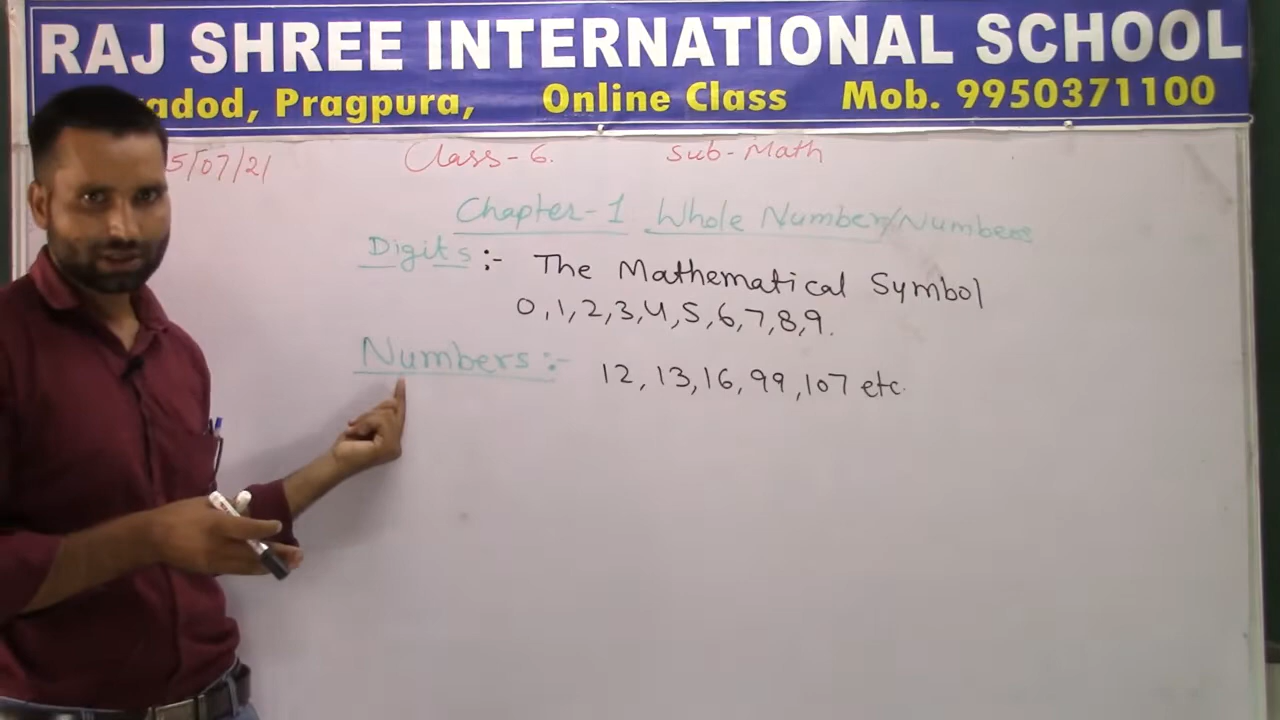 RAJ SHREE INTERNATIONAL SCHOOL
Pragpura, Online Class Mob. 9950371100
5/07/21 Class-6. Sub-Math
Chapter-1 Whole Number/Numbers
Digits :- The Mathematical Symbol
0,1,2,3,4,5,6,7,8,9.
Numbers :- 12,13,16,99,107 etc.